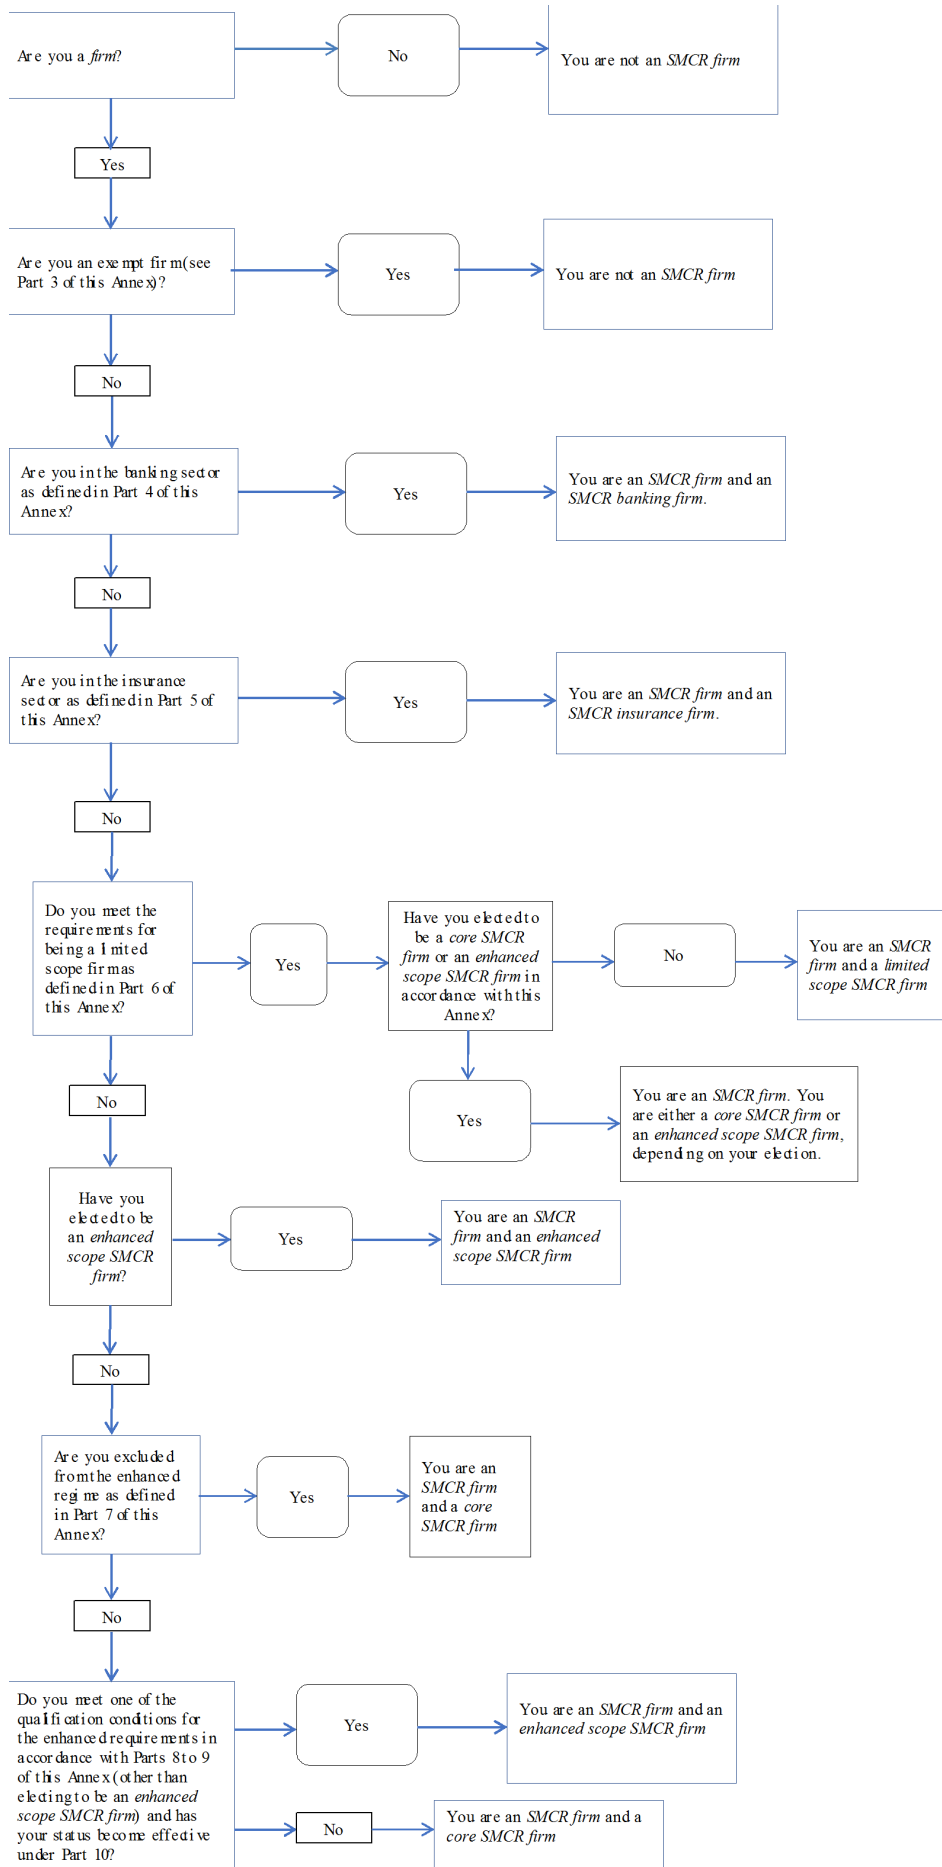 Are you a firm?
No
You are not an SMCR firm
Yes
Are you an exempt firm (see
Part 3 of this Annex)?
Yes
You are not an SMCR firm
No
Are you in the banking sector
as defined in Part 4 of this
Annex?
Yes
You are an SMCR firm and an
SMCR banking firm.
No
Are you in the insurance
sector as defined in Part 5 of
this Annex?
Yes
You are an SMCR firm and an
SMCR insurance firm.
No
Do you meet the
requirements for
being a limited
scope firm as
defined in Part 6 of
this Annex?
Yes
Have you elected to
be a core SMCR
firm or an enhanced
scope SMCR firm in
accordance with this
Annex?
No
You are an SMCR
firm and a limited
scope SMCR firm
Yes
You are an SMCR firm. You
are either a core SMCR firm or
an enhanced scope SMCR firm,
depending on your election.
No
Have you
elected to be
an enhanced
scope SMCR
firm?
Yes
You are an SMCR
firm and an enhanced
scope SMCR firm
No
Are you excluded
from the enhanced
regime as defined
in Part 7 of this
Annex?
Yes
You are an
SMCR firm
and a core
SMCR firm
No
Do you meet one of the
qualification conditions for
the enhanced requirements in
accordance with Parts 8 to 9
of this Annex (other than
electing to be an enhanced
scope SMCR firm) and has
your status become effective
under Part 10?
Yes
You are an SMCR firm and an
enhanced scope SMCR firm
No
You are an SMCR firm and a
core SMCR firm